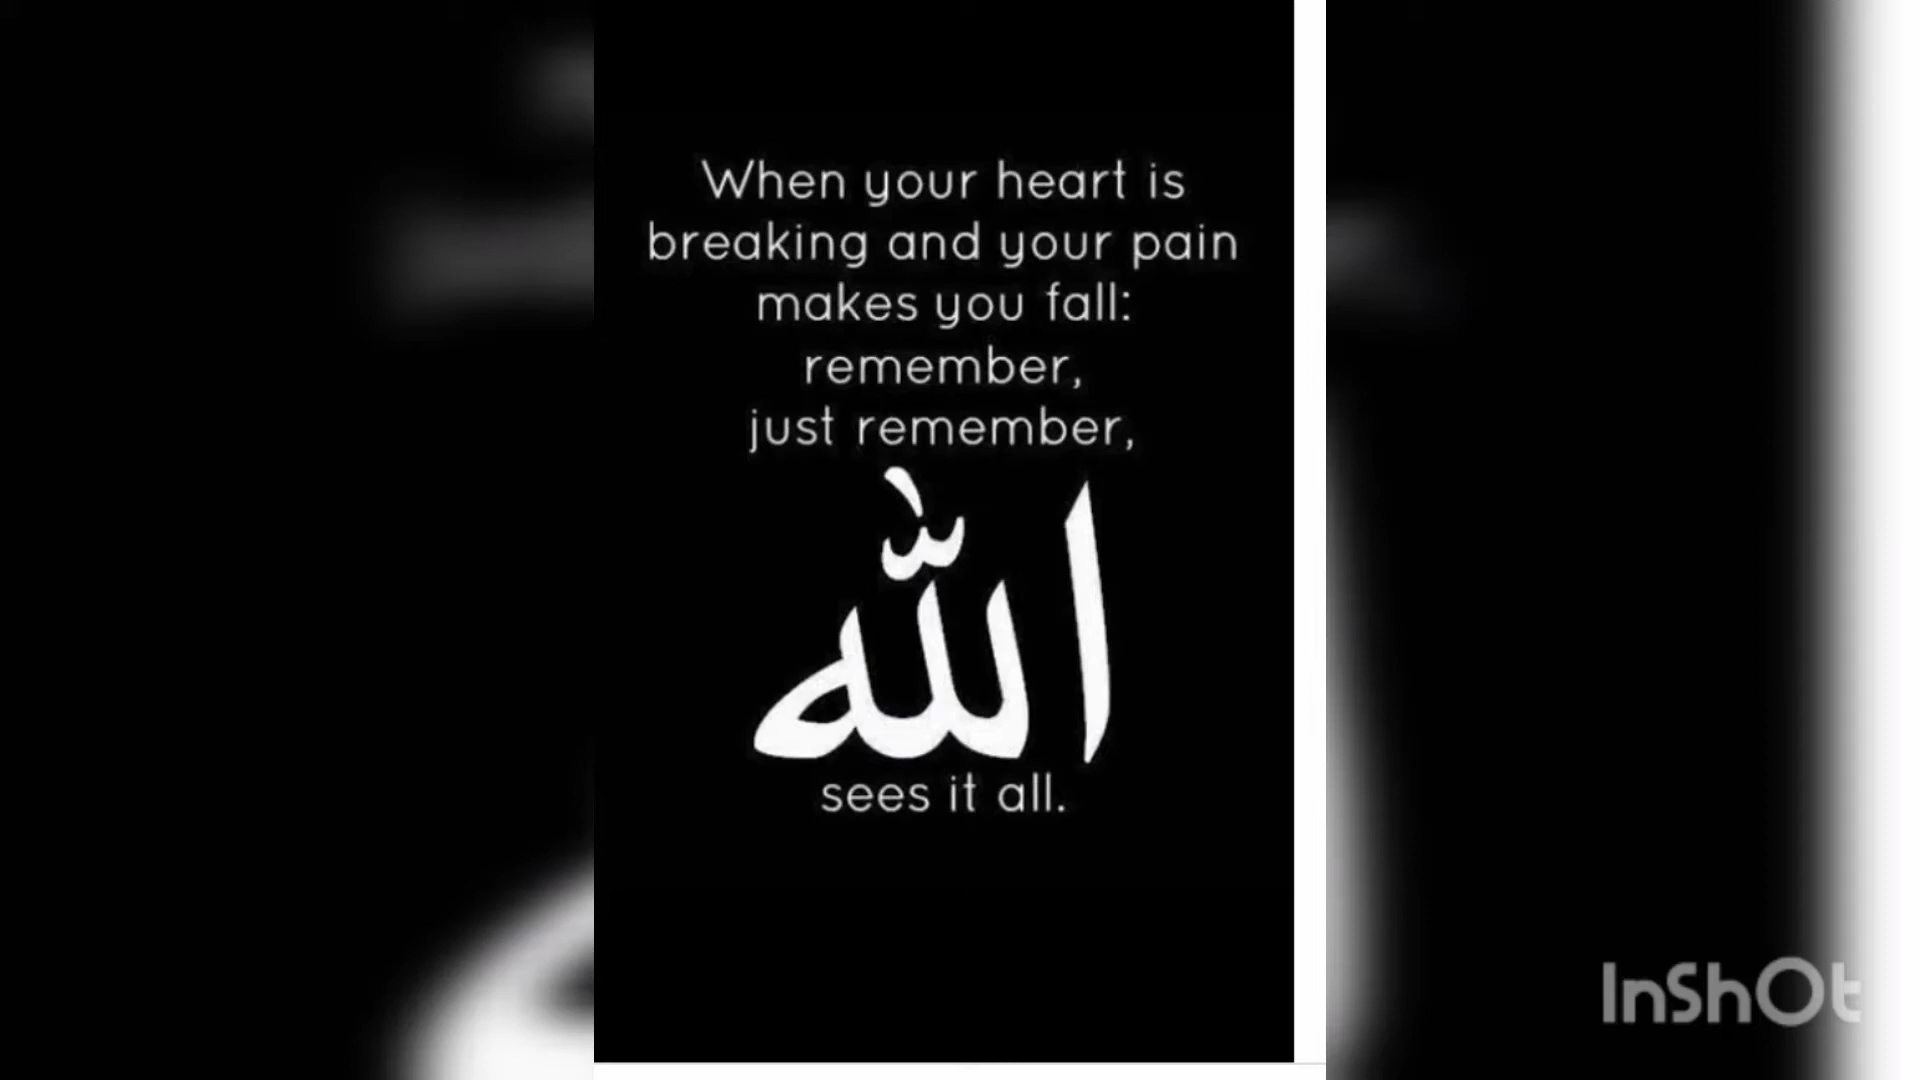 When your heart is
breaking and your pain
makes you fall:
remember,
just remember,
الله
sees it all.
InShOt